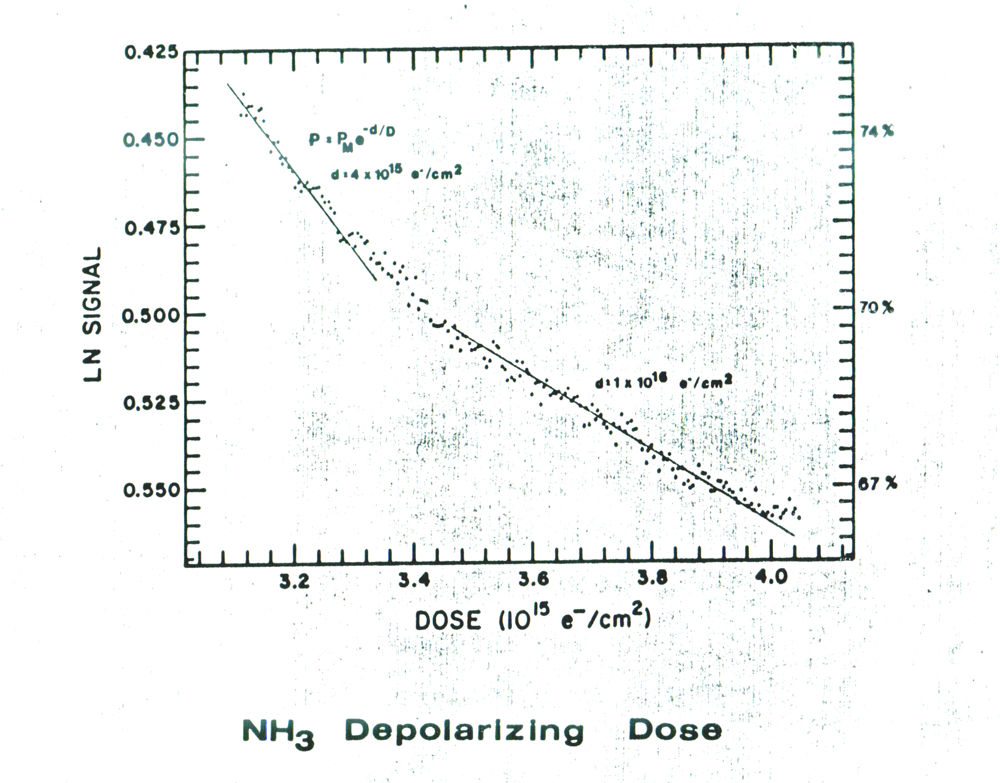 0.425
0.450
0.475
0.500
0.525
0.550
LN SIGNAL
P = P_M e^-d/D
d = 4 x 10^15 e^-/cm^2
d = 1 x 10^16 e^-/cm^2
74%
70%
67%
3.2
3.4
3.6
3.8
4.0
DOSE (10^15 e^-/cm^2)
NH3 Depolarizing Dose